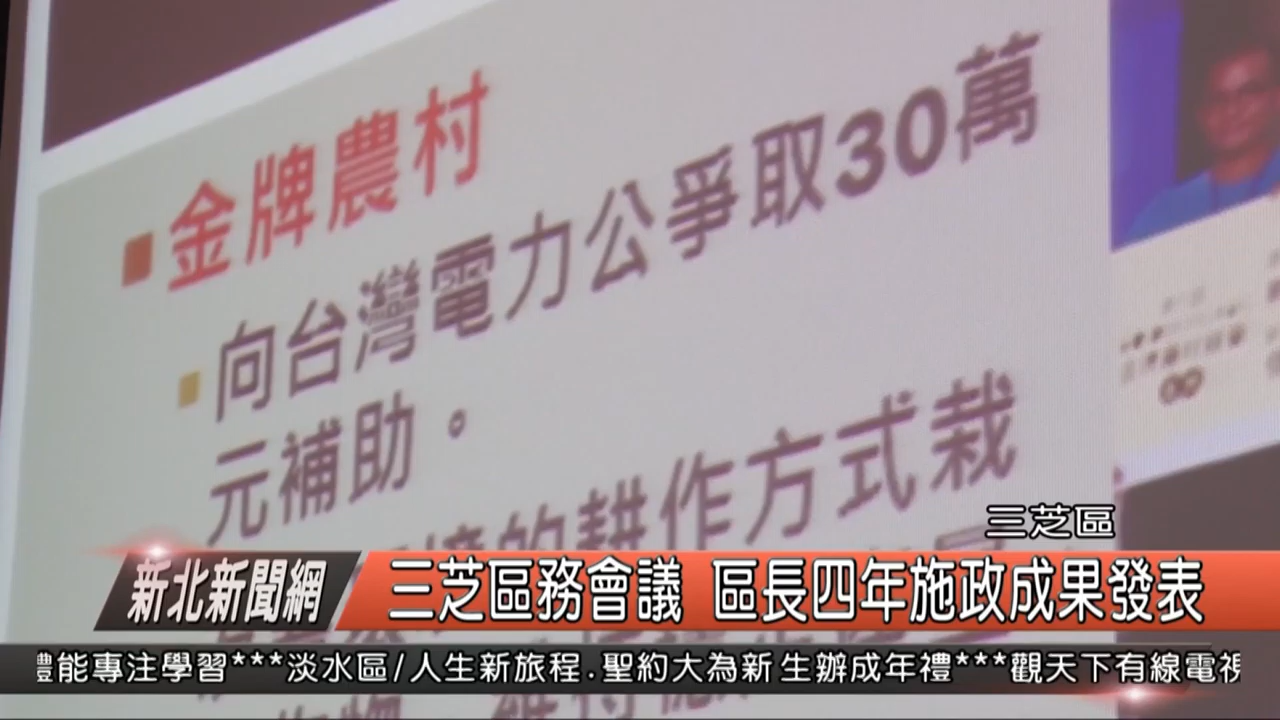 金牌農村
向台灣電力公爭取30萬
元補助。
的耕作方式栽
三芝區
新北新聞網
三芝區務會議 區長四年施政成果發表
能專注學習***淡水區/人生新旅程.聖約大為新生辦成年禮***觀天下有線電視